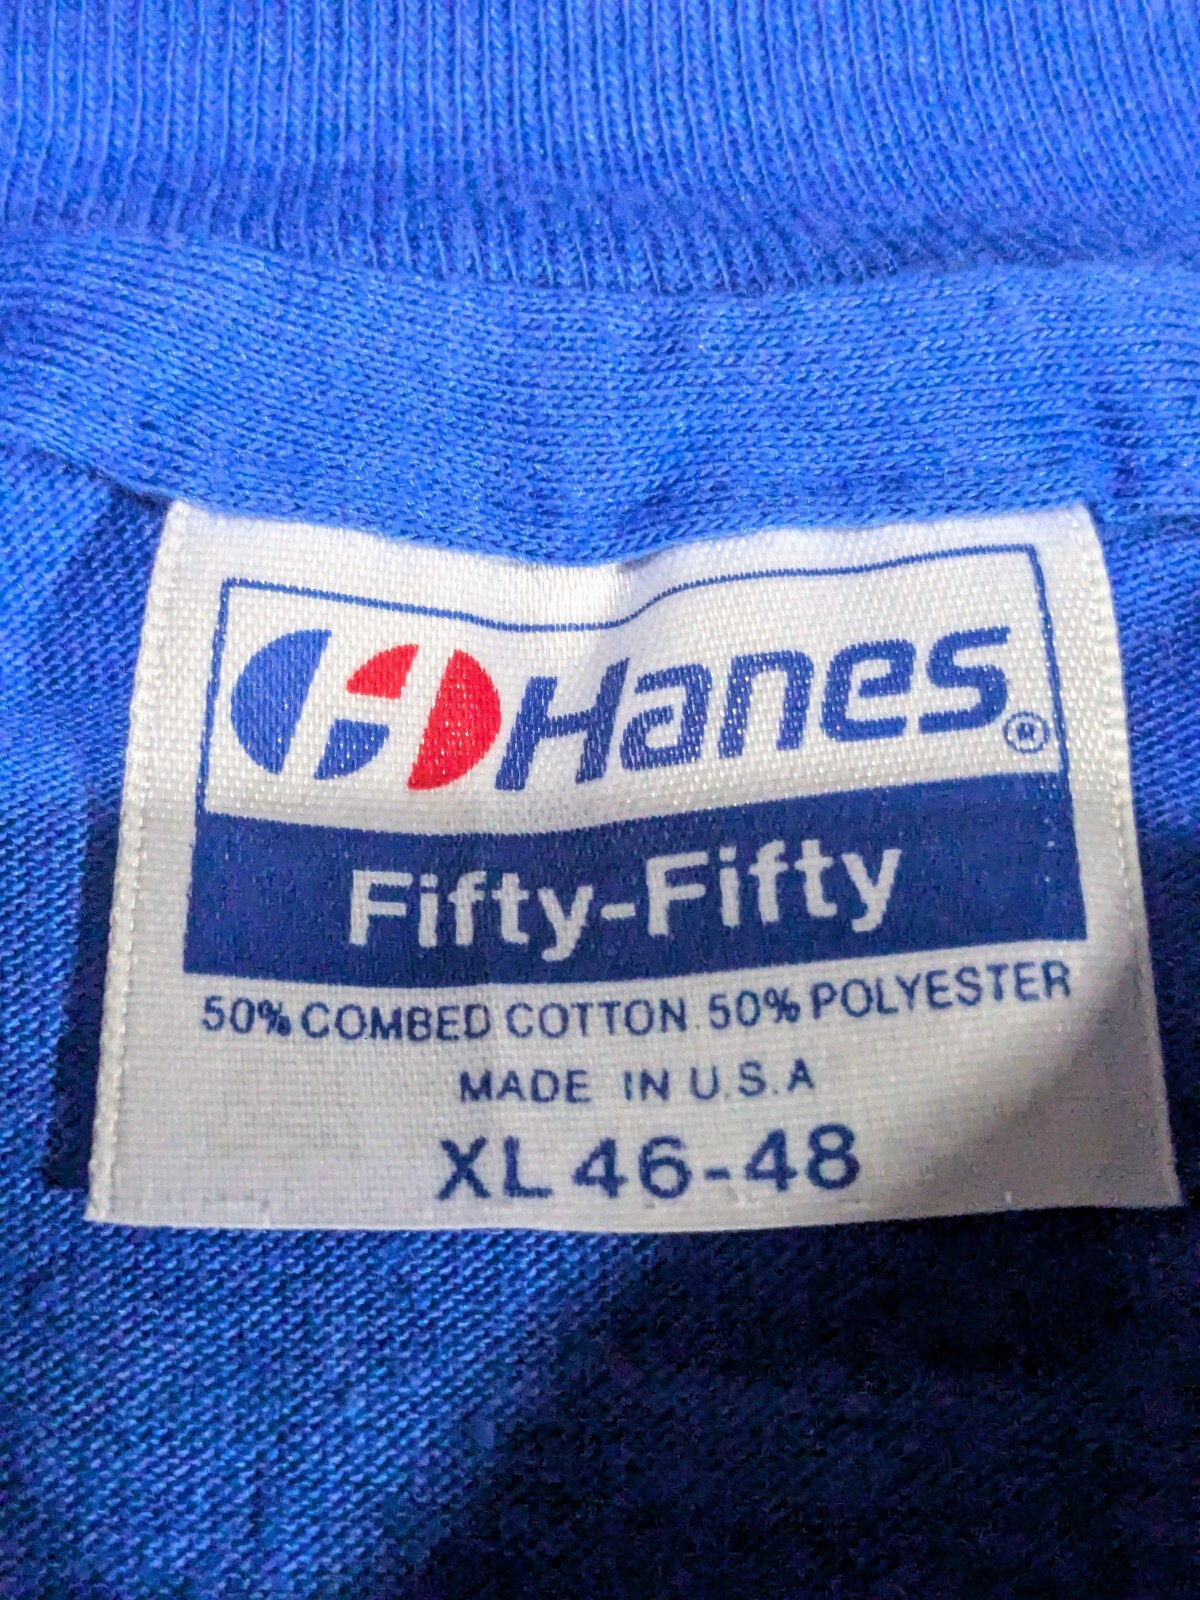 Hanes®
Fifty-Fifty
50% COMBED COTTON 50% POLYESTER
MADE IN U.S.A
XL 46-48